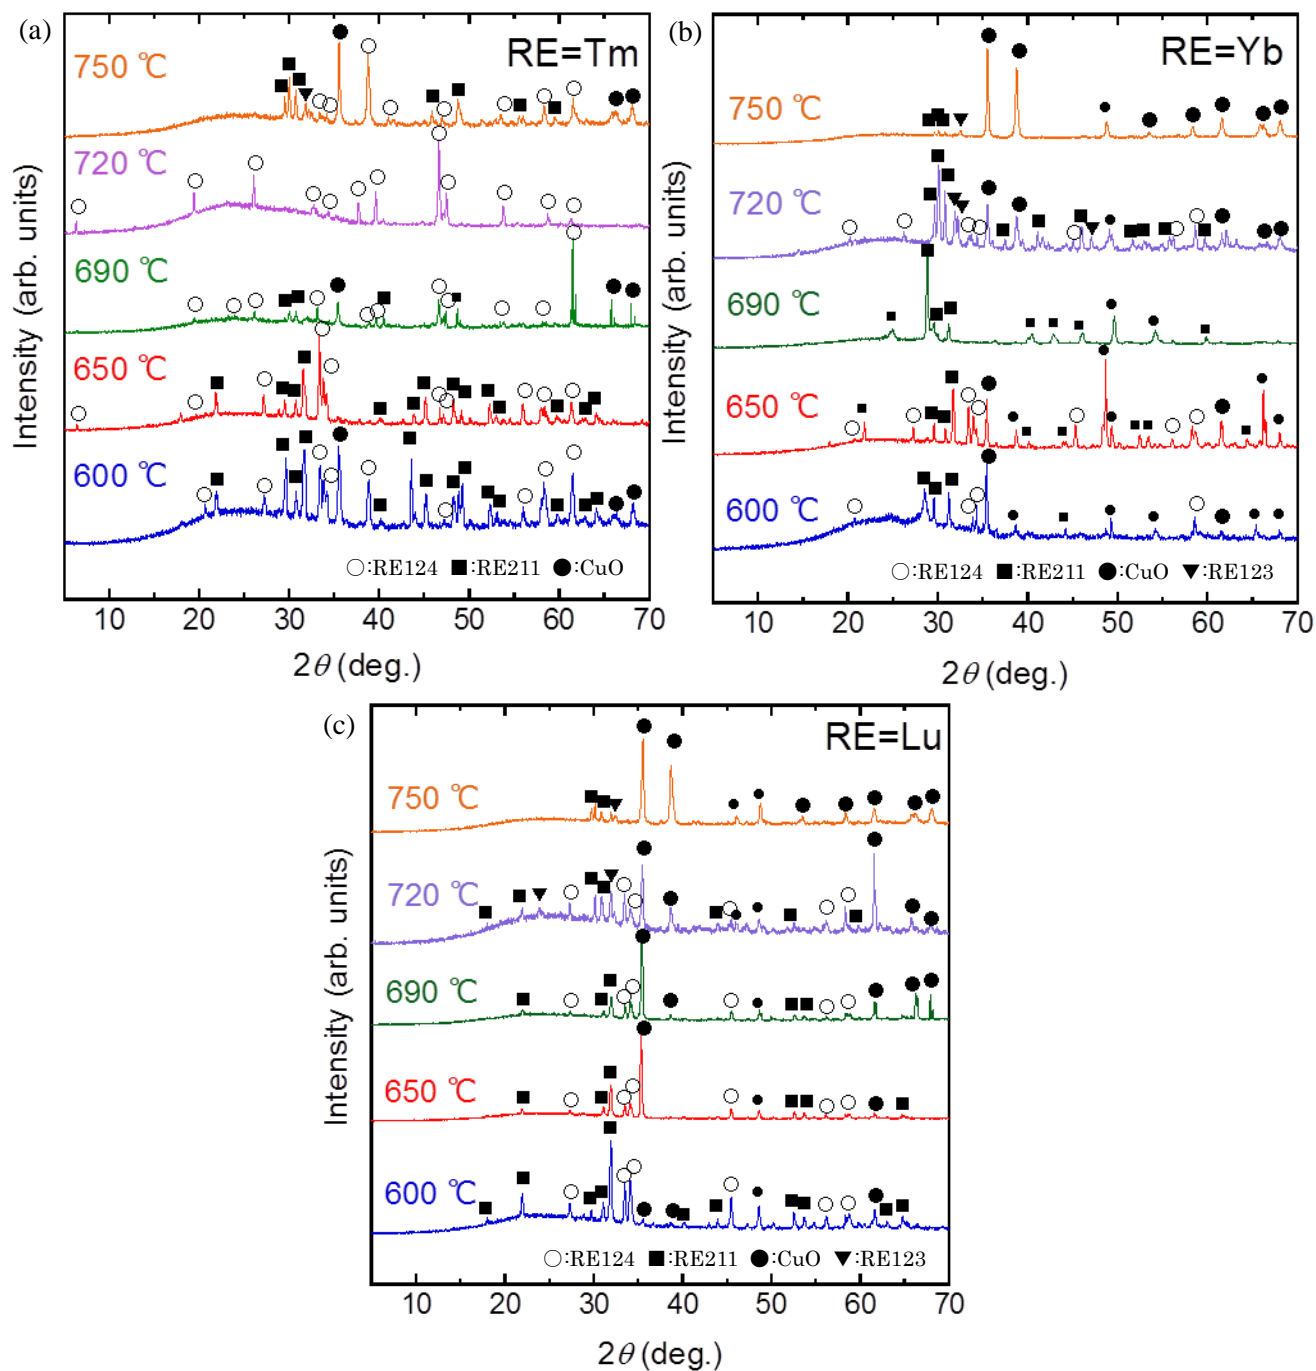 (a)
RE=Tm
750 ℃
720 ℃
690 ℃
650 ℃
600 ℃
○:RE124 ■:RE211 ●:CuO
10 20 30 40 50 60 70
2θ (deg.)
Intensity (arb. units)
(b)
RE=Yb
750 ℃
720 ℃
690 ℃
650 ℃
600 ℃
○:RE124 ■:RE211 ●:CuO ▼:RE123
10 20 30 40 50 60 70
2θ (deg.)
Intensity (arb. units)
(c)
RE=Lu
750 ℃
720 ℃
690 ℃
650 ℃
600 ℃
○:RE124 ■:RE211 ●:CuO ▼:RE123
10 20 30 40 50 60 70
2θ (deg.)
Intensity (arb. units)